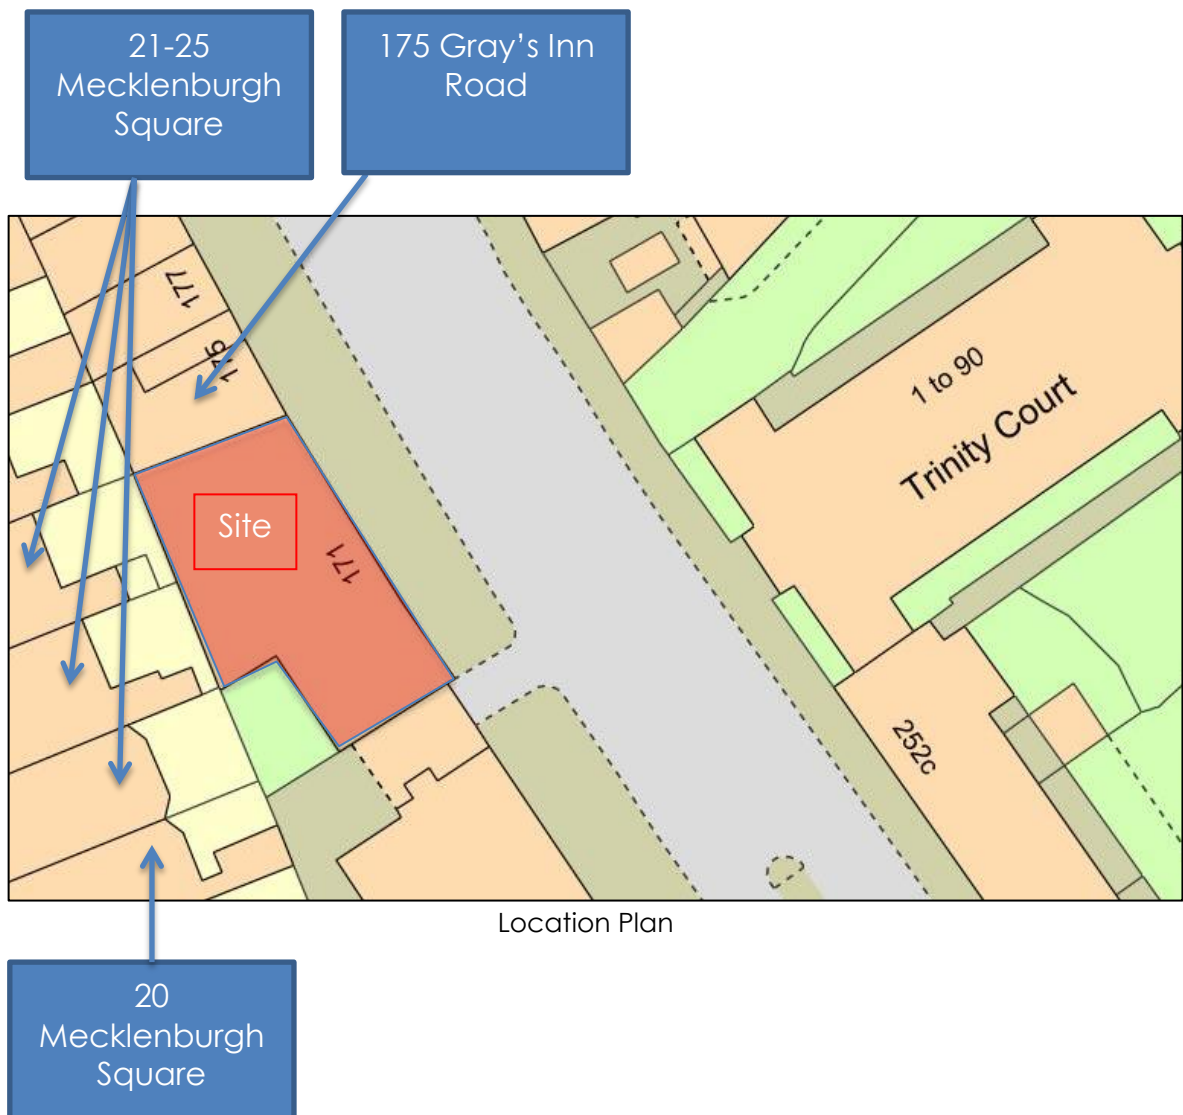 21-25
Mecklenburgh
Square
175 Gray’s Inn
Road
177
175
Site
171
1 to 90
Trinity Court
252c
Location Plan
20
Mecklenburgh
Square